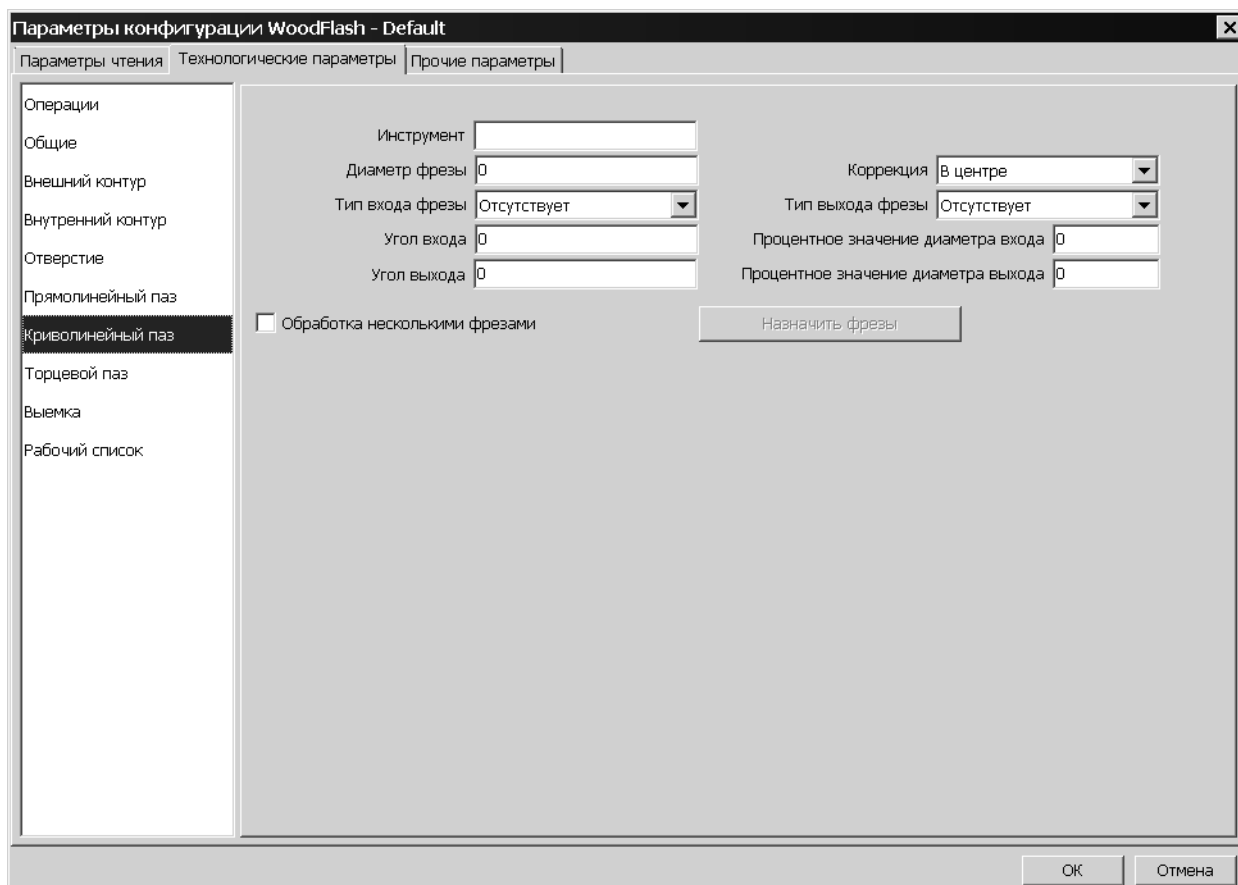 Параметры конфигурации WoodFlash - Default
Параметры чтения Технологические параметры Прочие параметры
Операции
Общие
Внешний контур
Внутренний контур
Отверстие
Прямолинейный паз
Криволинейный паз
Торцевой паз
Выемка
Рабочий список
Инструмент
Диаметр фрезы 0 Коррекция В центре
Тип входа фрезы Отсутствует Тип выхода фрезы Отсутствует
Угол входа 0 Процентное значение диаметра входа 0
Угол выхода 0 Процентное значение диаметра выхода 0
Обработка несколькими фрезами Назначить фрезы
ОК Отмена